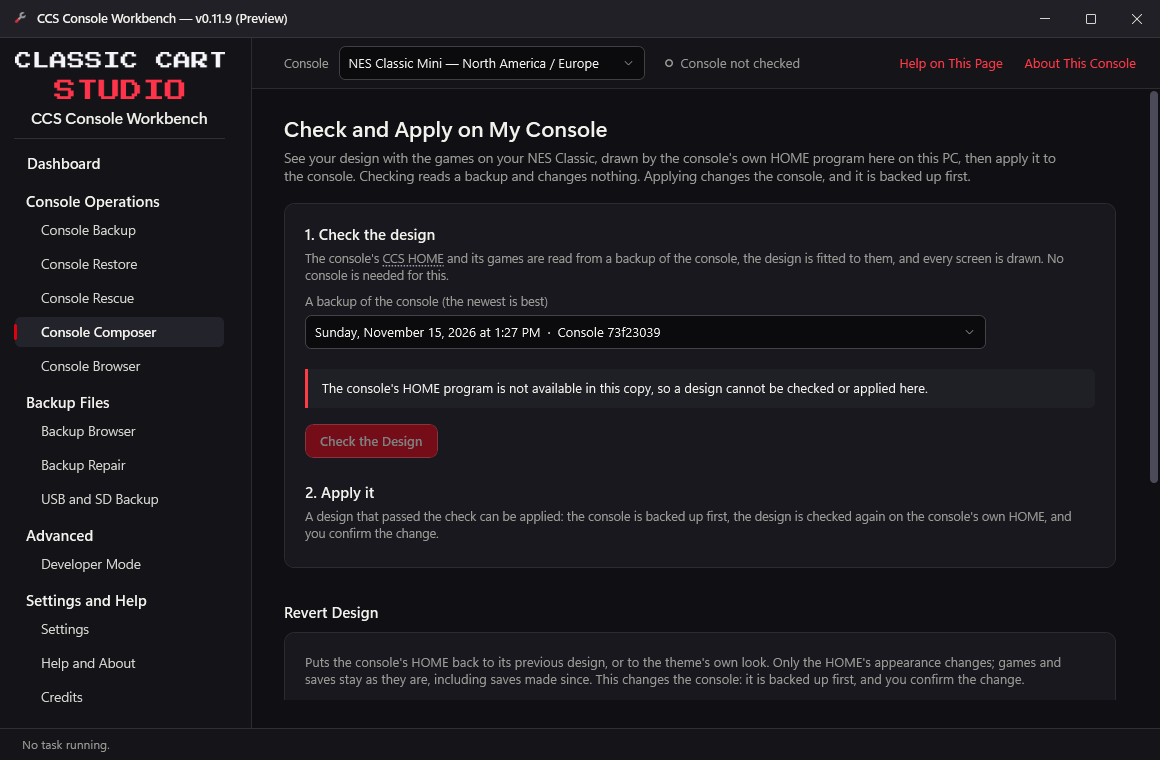 CCS Console Workbench — v0.11.9 (Preview)
CLASSIC CART
STUDIO
CCS Console Workbench
Dashboard
Console Operations
Console Backup
Console Restore
Console Rescue
Console Composer
Console Browser
Backup Files
Backup Browser
Backup Repair
USB and SD Backup
Advanced
Developer Mode
Settings and Help
Settings
Help and About
Credits
Console
NES Classic Mini — North America / Europe
Console not checked
Help on This Page
About This Console
Check and Apply on My Console
See your design with the games on your NES Classic, drawn by the console's own HOME program here on this PC, then apply it to
the console. Checking reads a backup and changes nothing. Applying changes the console, and it is backed up first.
1. Check the design
The console's CCS HOME and its games are read from a backup of the console, the design is fitted to them, and every screen is drawn. No
console is needed for this.
A backup of the console (the newest is best)
Sunday, November 15, 2026 at 1:27 PM · Console 73f23039
The console's HOME program is not available in this copy, so a design cannot be checked or applied here.
Check the Design
2. Apply it
A design that passed the check can be applied: the console is backed up first, the design is checked again on the console's own HOME, and
you confirm the change.
Revert Design
Puts the console's HOME back to its previous design, or to the theme's own look. Only the HOME's appearance changes; games and
saves stay as they are, including saves made since. This changes the console: it is backed up first, and you confirm the change.
No task running.